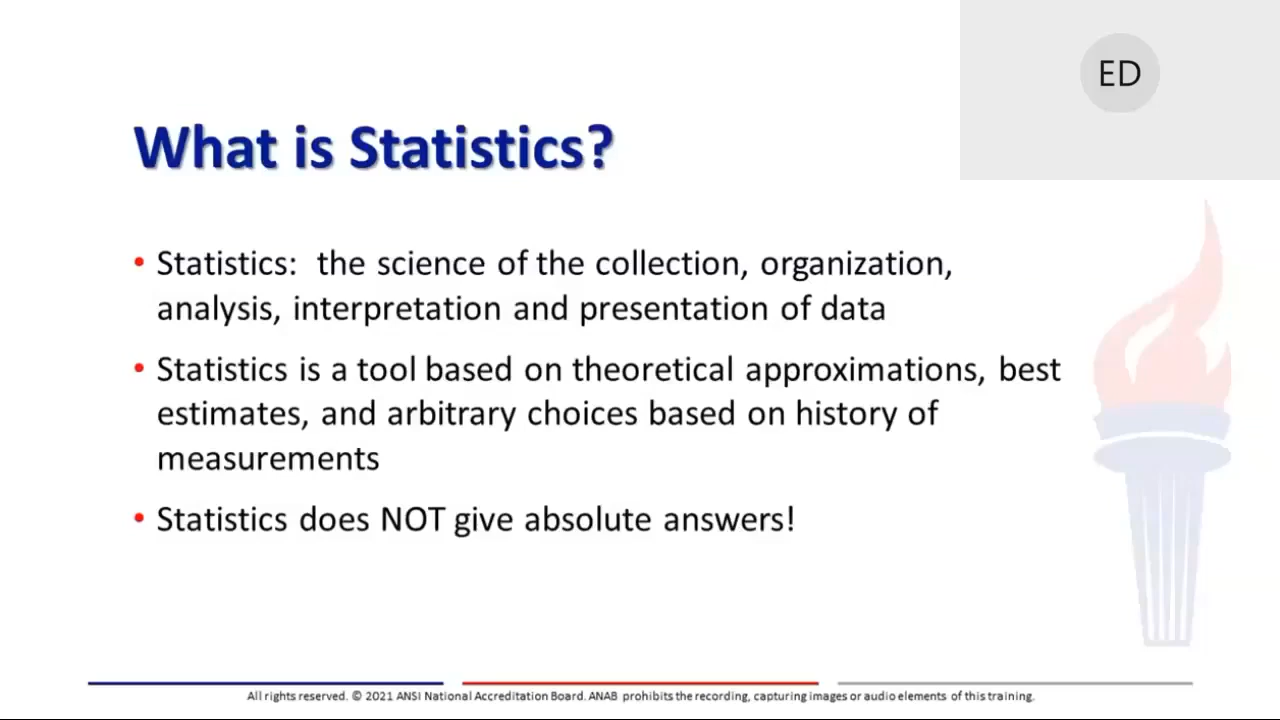 ED
What is Statistics?
• Statistics:  the science of the collection, organization,
analysis, interpretation and presentation of data
• Statistics is a tool based on theoretical approximations, best
estimates, and arbitrary choices based on history of
measurements
• Statistics does NOT give absolute answers!
All rights reserved. © 2021 ANSI National Accreditation Board. ANAB prohibits the recording, capturing images or audio elements of this training.